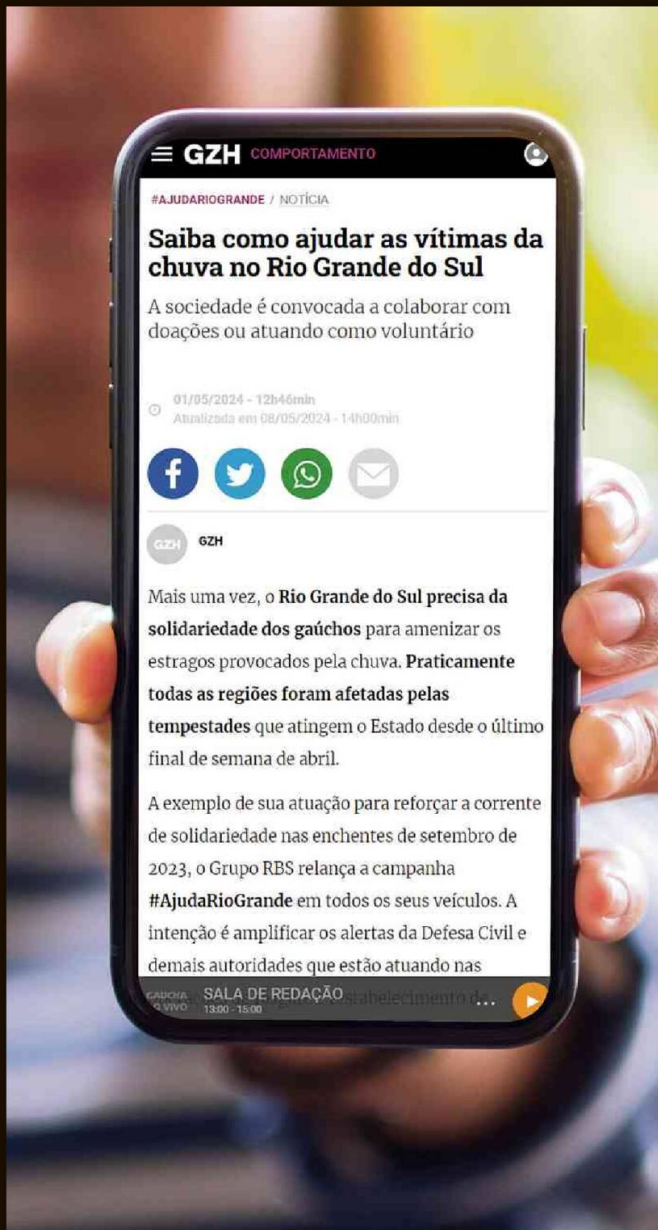 GZH COMPORTAMENTO
#AJUDARIOGRANDE / NOTÍCIA
Saiba como ajudar as vítimas da
chuva no Rio Grande do Sul
A sociedade é convocada a colaborar com
doações ou atuando como voluntário
01/05/2024 - 12h46min
Atualizada em 08/05/2024 - 14h00min
GZH GZH
Mais uma vez, o Rio Grande do Sul precisa da
solidariedade dos gaúchos para amenizar os
estragos provocados pela chuva. Praticamente
todas as regiões foram afetadas pelas
tempestades que atingem o Estado desde o último
final de semana de abril.
A exemplo de sua atuação para reforçar a corrente
de solidariedade nas enchentes de setembro de
2023, o Grupo RBS relança a campanha
#AjudaRioGrande em todos os seus veículos. A
intenção é amplificar os alertas da Defesa Civil e
demais autoridades que estão atuando nas
GAÚCHA SALA DE REDAÇÃO ...
AO VIVO 13:00 - 15:00